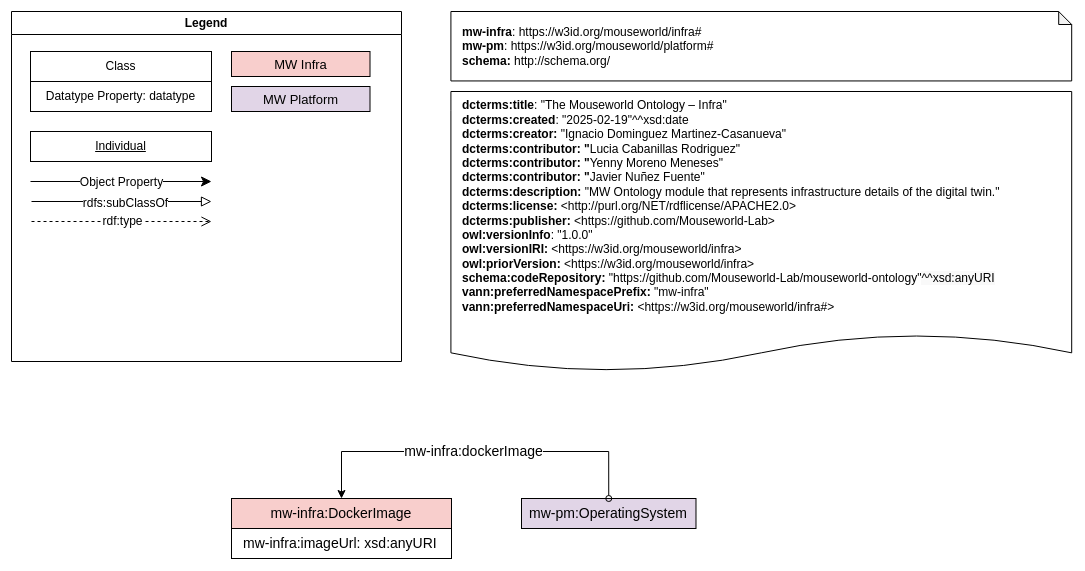 Legend
Class
Datatype Property: datatype
MW Infra
MW Platform
Individual
Object Property
rdfs:subClassOf
rdf:type
mw-infra: https://w3id.org/mouseworld/infra#
mw-pm: https://w3id.org/mouseworld/platform#
schema: http://schema.org/
dcterms:title: "The Mouseworld Ontology – Infra"
dcterms:created: "2025-02-19"^^xsd:date
dcterms:creator: "Ignacio Dominguez Martinez-Casanueva"
dcterms:contributor: "Lucia Cabanillas Rodriguez"
dcterms:contributor: "Yenny Moreno Meneses"
dcterms:contributor: "Javier Nuñez Fuente"
dcterms:description: "MW Ontology module that represents infrastructure details of the digital twin."
dcterms:license: <http://purl.org/NET/rdflicense/APACHE2.0>
dcterms:publisher: <https://github.com/Mouseworld-Lab>
owl:versionInfo: "1.0.0"
owl:versionIRI: <https://w3id.org/mouseworld/infra>
owl:priorVersion: <https://w3id.org/mouseworld/infra>
schema:codeRepository: "https://github.com/Mouseworld-Lab/mouseworld-ontology"^^xsd:anyURI
vann:preferredNamespacePrefix: "mw-infra"
vann:preferredNamespaceUri: <https://w3id.org/mouseworld/infra#>
mw-infra:dockerImage
mw-infra:DockerImage
mw-pm:OperatingSystem
mw-infra:imageUrl: xsd:anyURI